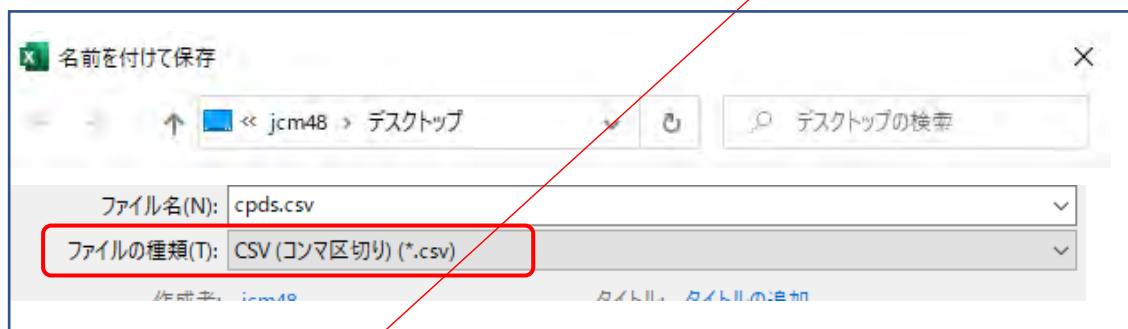 名前を付けて保存
« jcm48 › デスクトップ
デスクトップの検索
ファイル名(N): cpds.csv
ファイルの種類(T): CSV (コンマ区切り) (*.csv)
作成者: jcm48 タイトル: タイトルの追加